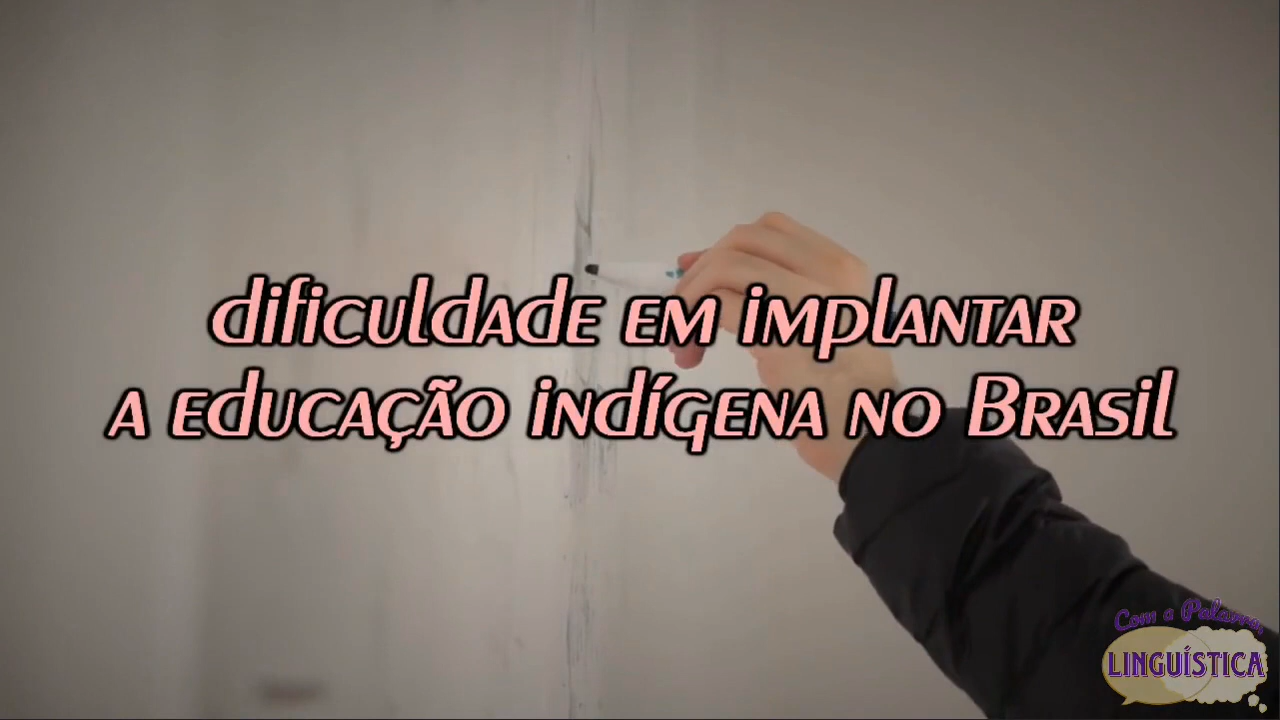 dificuldade em implantar
a educação indígena no Brasil
Com a Palavra,
LINGUÍSTICA